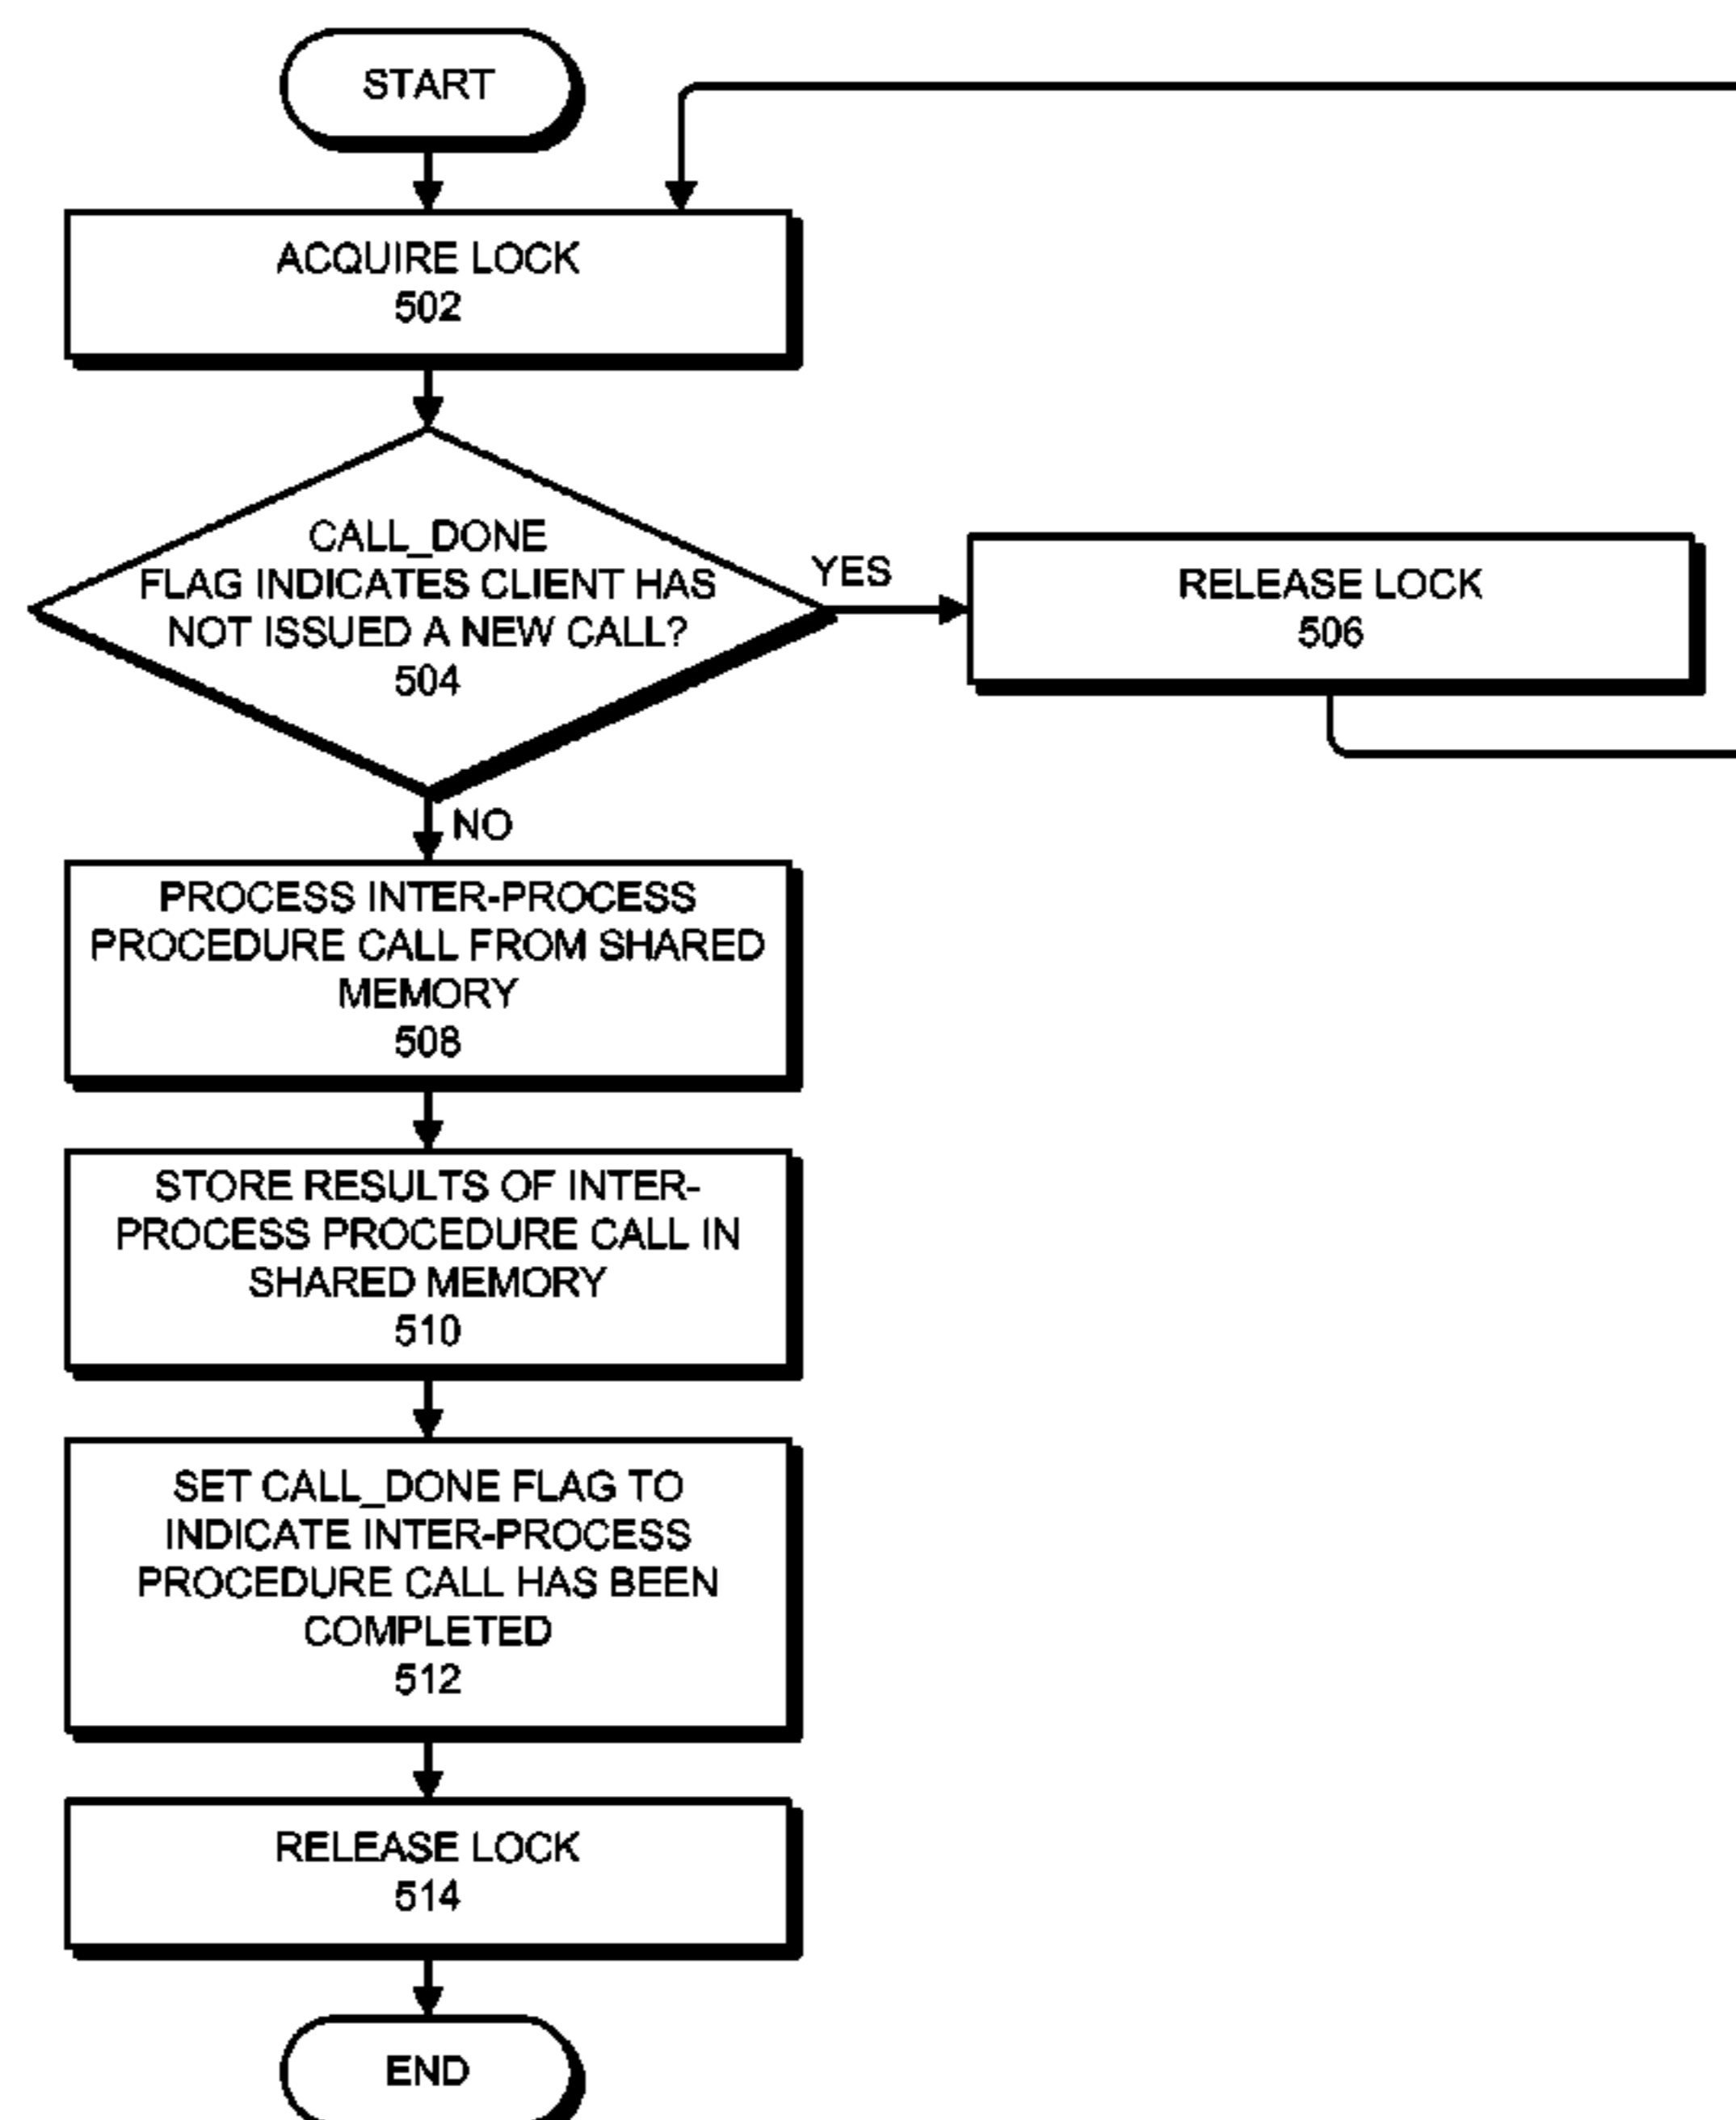 START
ACQUIRE LOCK
502
CALL_DONE
FLAG INDICATES CLIENT HAS
NOT ISSUED A NEW CALL?
504
YES
RELEASE LOCK
506
NO
PROCESS INTER-PROCESS
PROCEDURE CALL FROM SHARED
MEMORY
508
STORE RESULTS OF INTER-
PROCESS PROCEDURE CALL IN
SHARED MEMORY
510
SET CALL_DONE FLAG TO
INDICATE INTER-PROCESS
PROCEDURE CALL HAS BEEN
COMPLETED
512
RELEASE LOCK
514
END